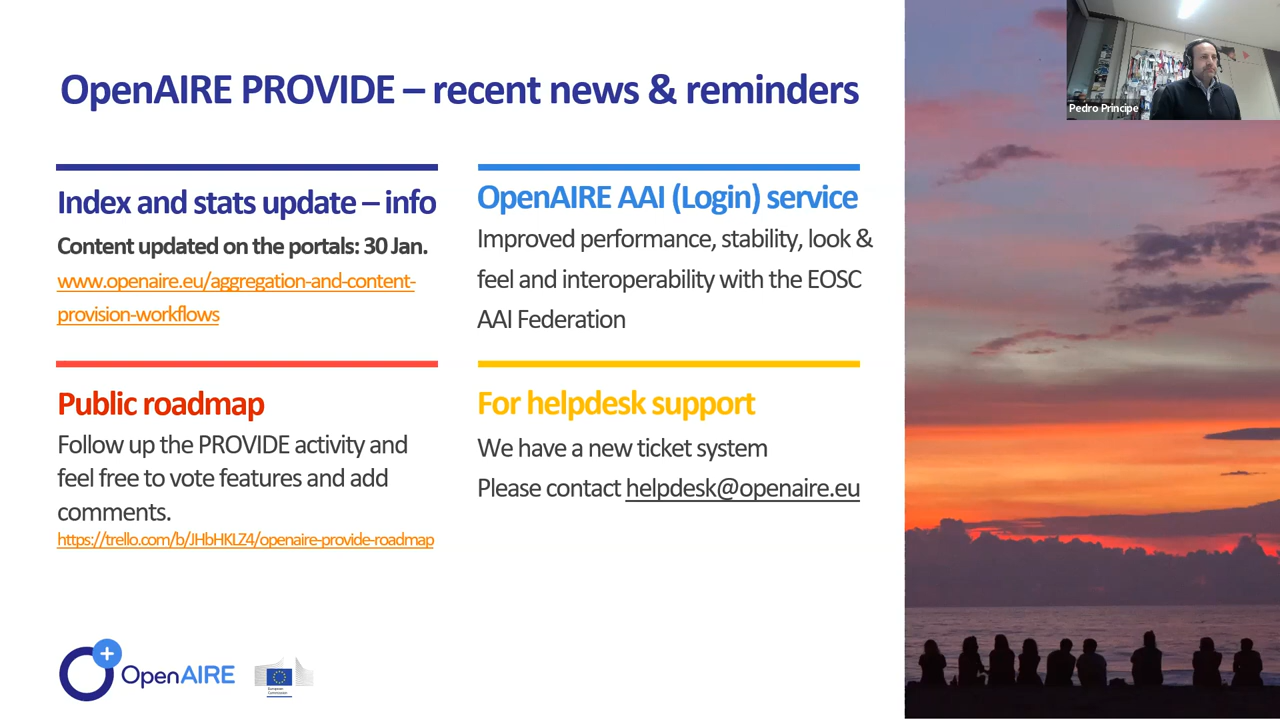 OpenAIRE PROVIDE – recent news & reminders
Index and stats update – info
Content updated on the portals: 30 Jan.
www.openaire.eu/aggregation-and-content-
provision-workflows
OpenAIRE AAI (Login) service
Improved performance, stability, look &
feel and interoperability with the EOSC
AAI Federation
Public roadmap
Follow up the PROVIDE activity and
feel free to vote features and add
comments.
https://trello.com/b/JHbHKLZ4/openaire-provide-roadmap
For helpdesk support
We have a new ticket system
Please contact helpdesk@openaire.eu
OpenAIRE
European
Commission
Pedro Principe